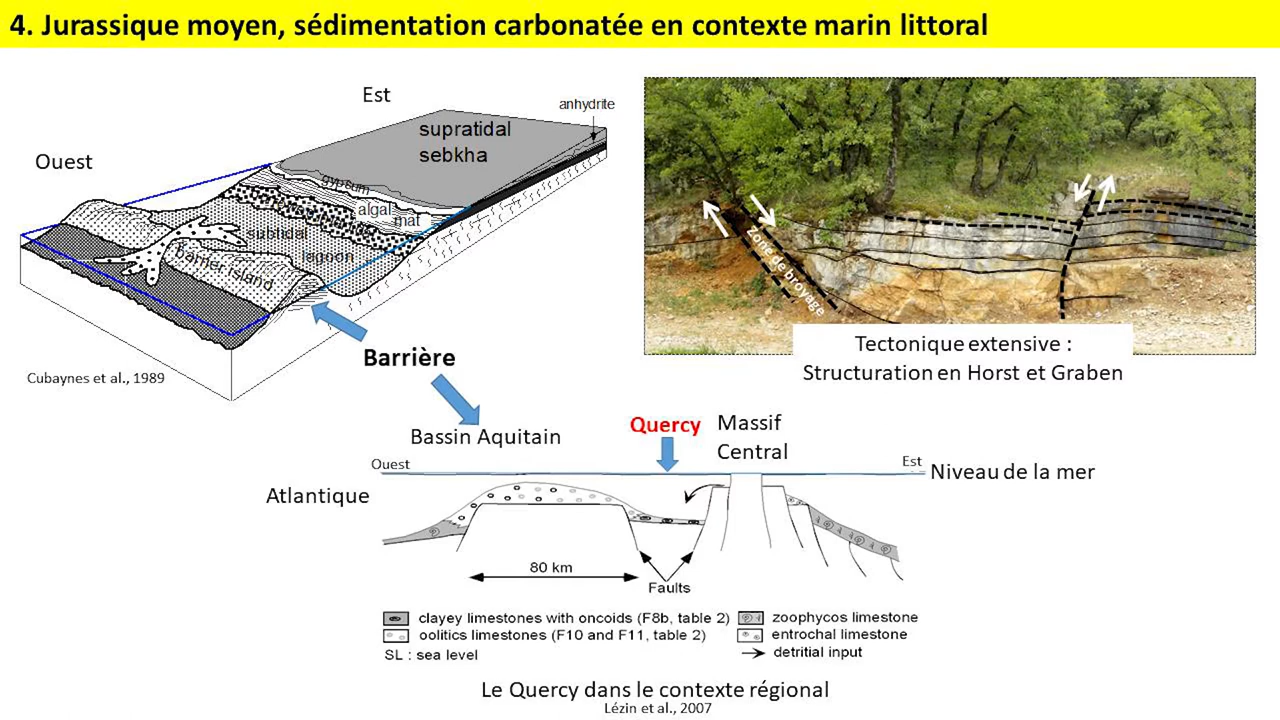 4. Jurassique moyen, sédimentation carbonatée en contexte marin littoral
Est
Ouest
anhydrite
supratidal
sebkha
gypsum
algal
mat
subtidal
lagoon
barrier island
Barrière
Cubaynes et al., 1989
zone de broyage
Tectonique extensive :
Structuration en Horst et Graben
Bassin Aquitain
Quercy
Massif
Central
Ouest
Est
Niveau de la mer
Atlantique
80 km
Faults
clayey limestones with oncoids (F8b, table 2)
oolitics limestones (F10 and F11, table 2)
SL : sea level
zoophycos limestone
entrochal limestone
detritial input
Le Quercy dans le contexte régional
Lézin et al., 2007